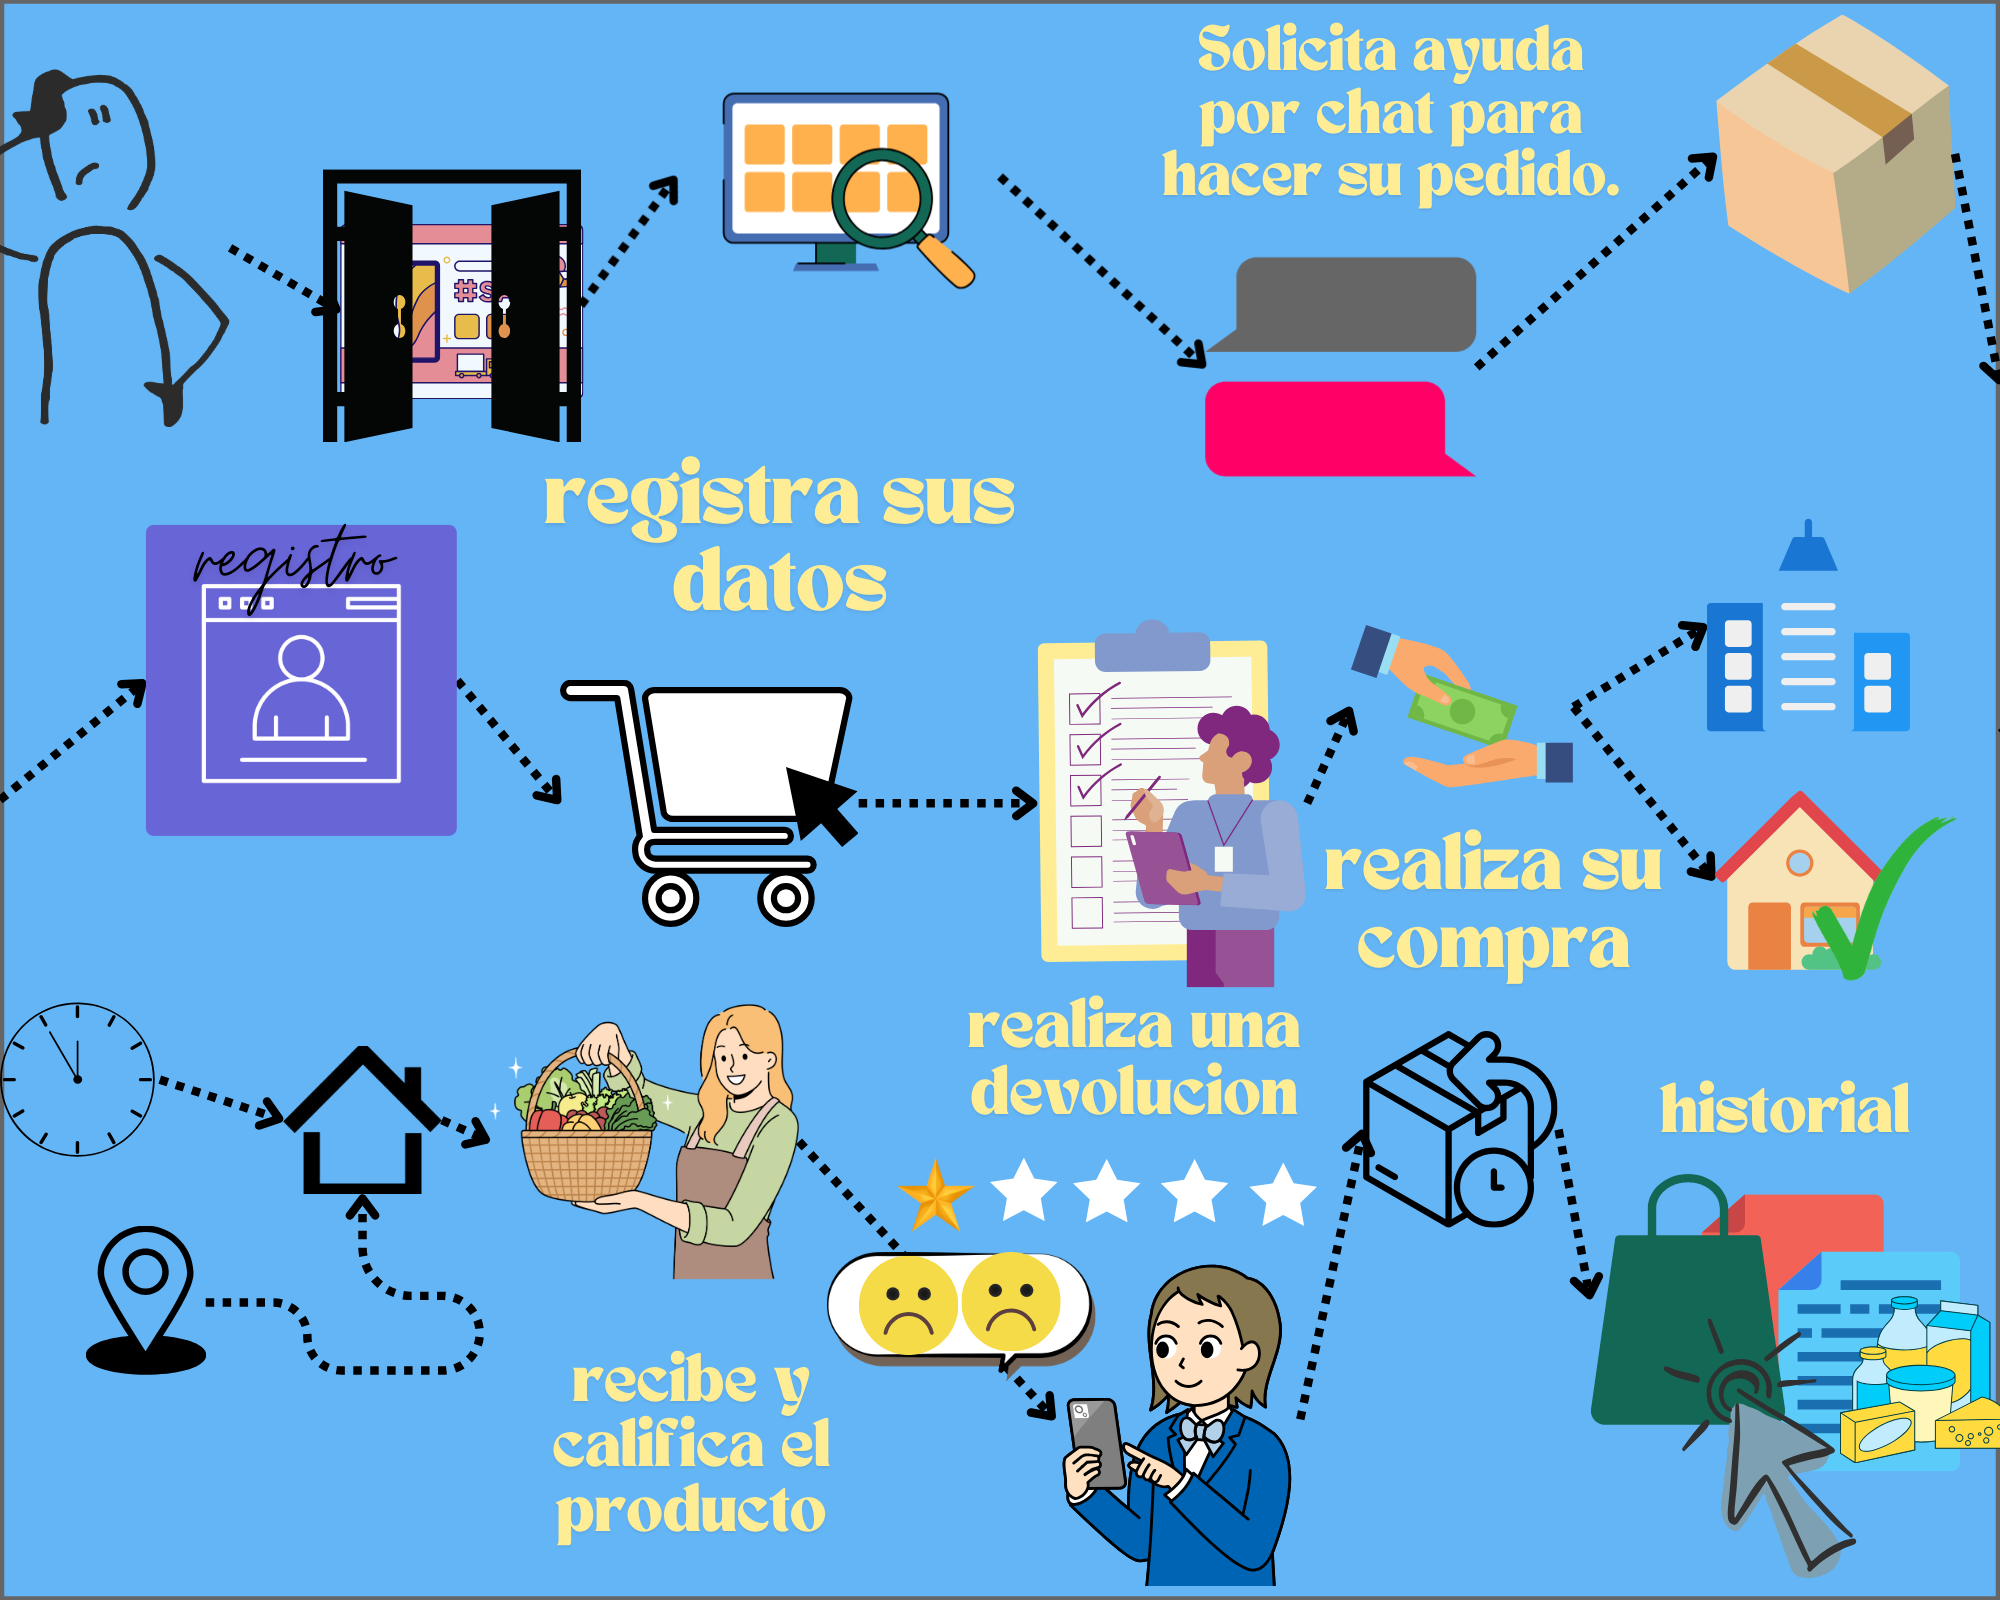 Solicita ayuda
por chat para
hacer su pedido.
#S
registra sus
datos
registro
realiza su
compra
realiza una
devolucion
historial
recibe y
califica el
producto